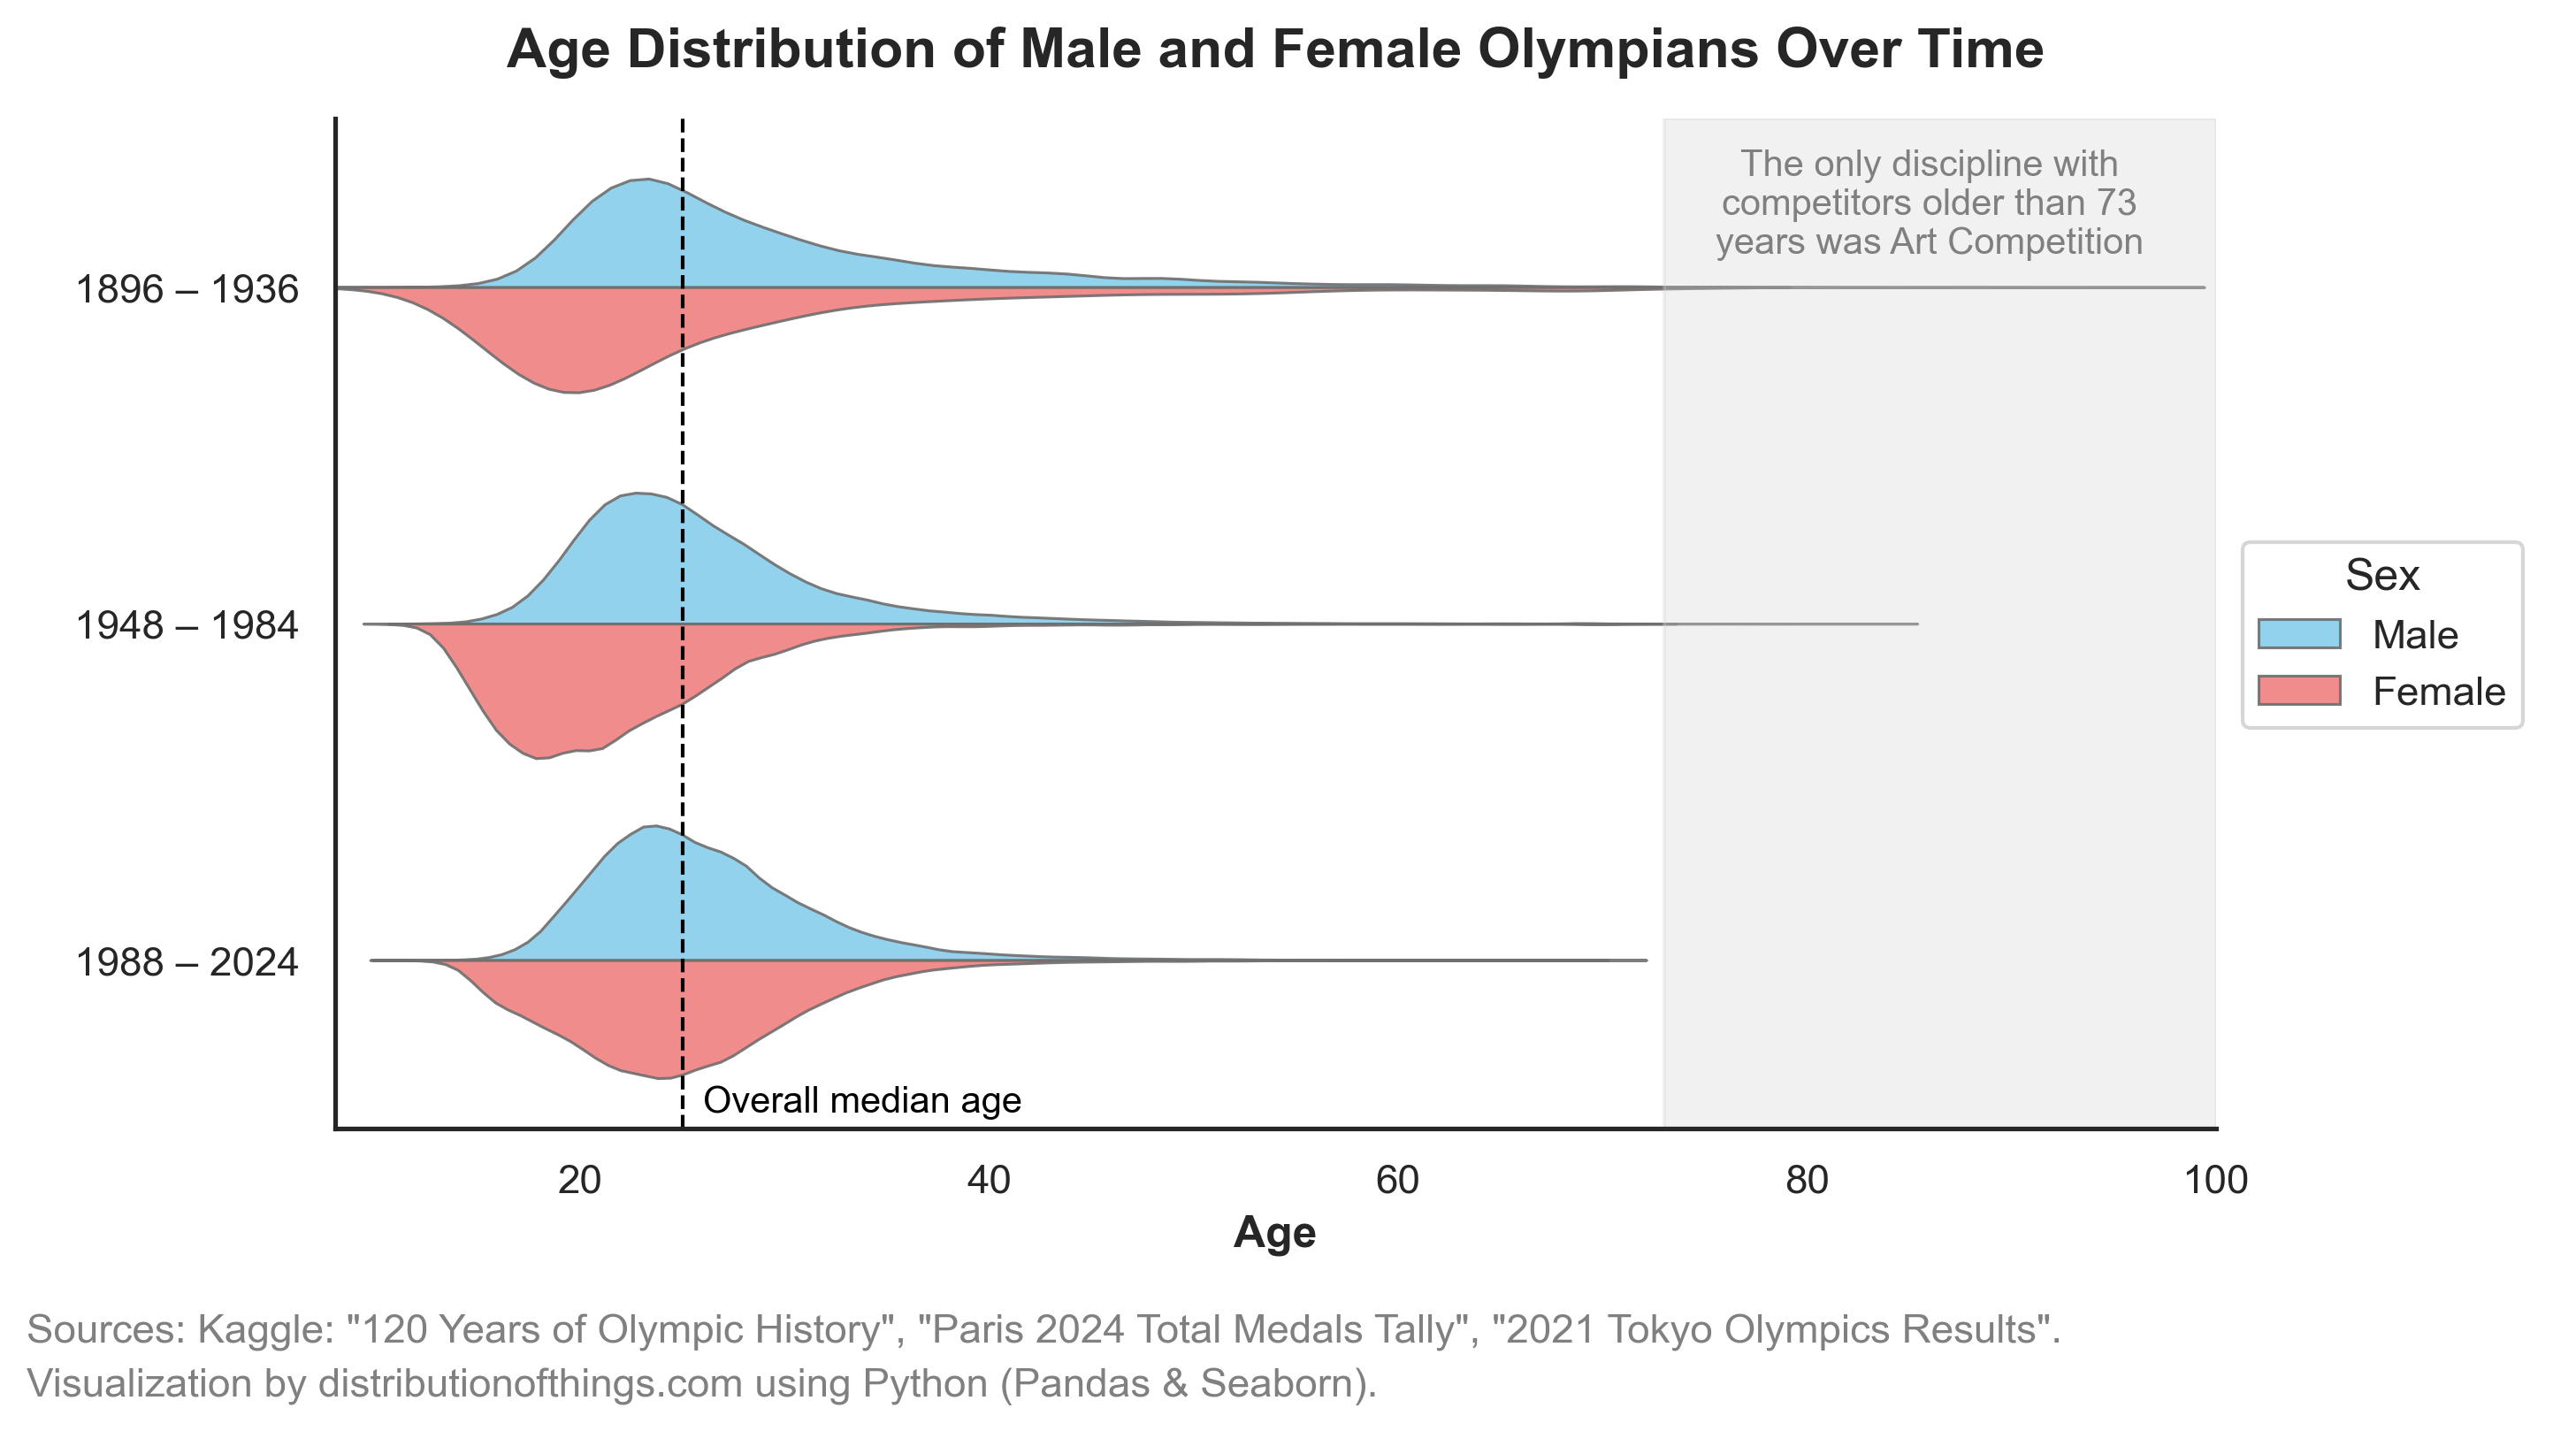 Age Distribution of Male and Female Olympians Over Time
The only discipline with
competitors older than 73
years was Art Competition
1896 – 1936
1948 – 1984
1988 – 2024
Sex
Male
Female
Overall median age
20 40 60 80 100
Age
Sources: Kaggle: "120 Years of Olympic History", "Paris 2024 Total Medals Tally", "2021 Tokyo Olympics Results".
Visualization by distributionofthings.com using Python (Pandas & Seaborn).